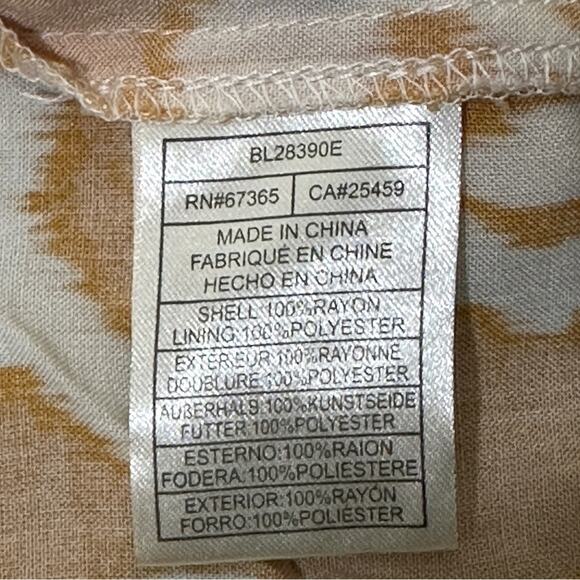 BL28390E
RN#67365 CA#25459
MADE IN CHINA
FABRIQUÉ EN CHINE
HECHO EN CHINA
SHELL:100%RAYON
LINING:100%POLYESTER
EXTÉRIEUR:100%RAYONNE
DOUBLURE:100%POLYESTER
AUßERHALB:100%KUNSTSEIDE
FUTTER:100%POLYESTER
ESTERNO:100%RAION
FODERA:100%POLIESTERE
EXTERIOR:100%RAYÓN
FORRO:100%POLIESTER